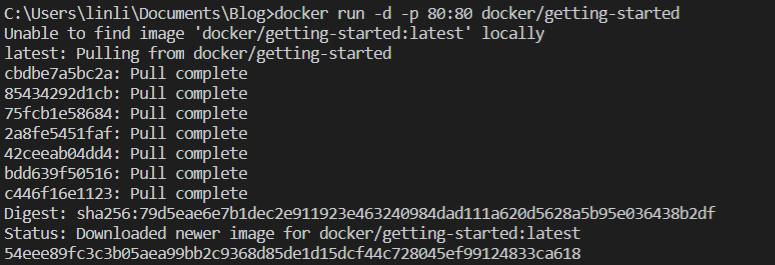 C:\Users\linli\Documents\Blog>docker run -d -p 80:80 docker/getting-started
Unable to find image 'docker/getting-started:latest' locally
latest: Pulling from docker/getting-started
cbdbe7a5bc2a: Pull complete
85434292d1cb: Pull complete
75fcb1e58684: Pull complete
2a8fe5451faf: Pull complete
42ceeab04dd4: Pull complete
bdd639f50516: Pull complete
c446f16e1123: Pull complete
Digest: sha256:79d5eae6e7b1dec2e911923e463240984dad111a620d5628a5b95e036438b2df
Status: Downloaded newer image for docker/getting-started:latest
54eee89fc3c3b05aea99bb2c9368d85de1d15dcf44c728045ef99124833ca618